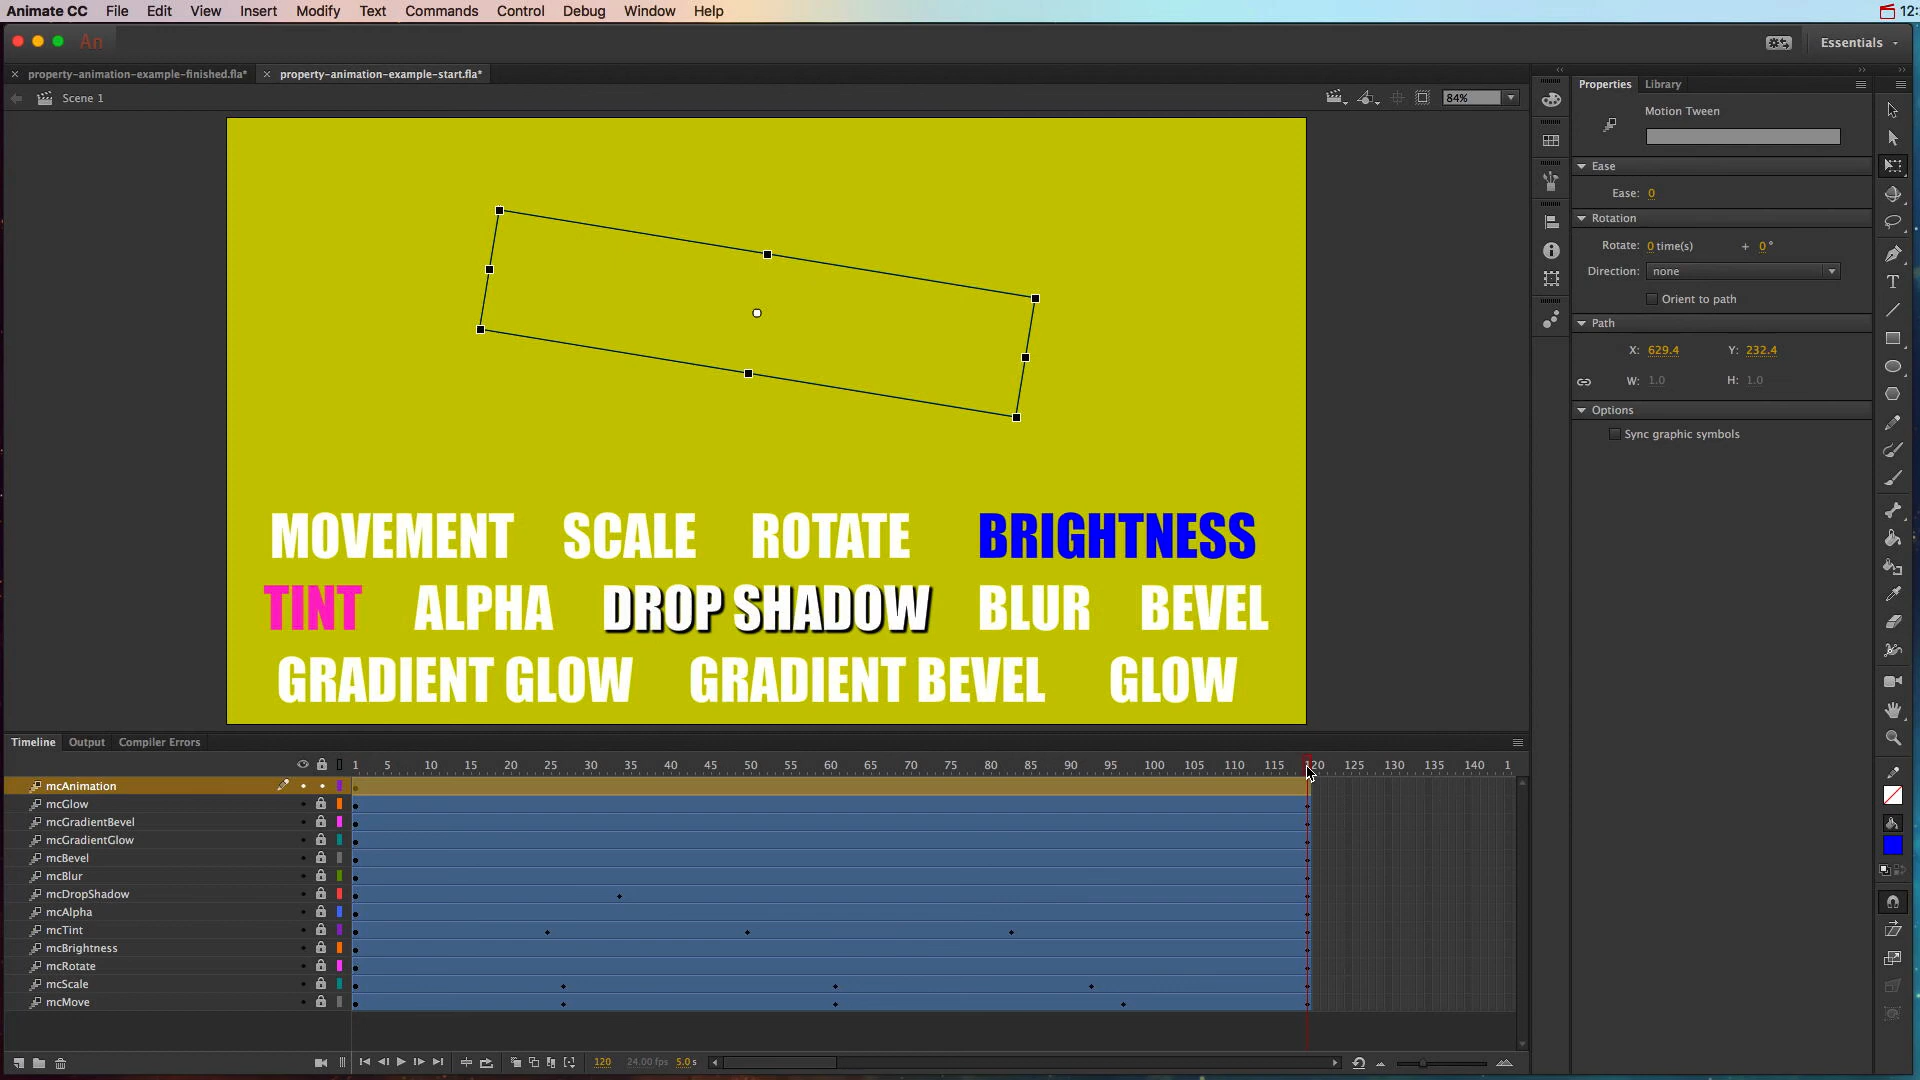 Animate CC File Edit View Insert Modify Text Commands Control Debug Window Help 12:
An Essentials
property-animation-example-finished.fla* property-animation-example-start.fla*
Scene 1 84%
Properties Library
Motion Tween
Ease
Ease: 0
Rotation
Rotate: 0 time(s) + 0°
Direction: none
Orient to path
Path
X: 629.4 Y: 232.4
W: 1.0 H: 1.0
Options
Sync graphic symbols
MOVEMENT SCALE ROTATE BRIGHTNESS
TINT ALPHA DROP SHADOW BLUR BEVEL
GRADIENT GLOW GRADIENT BEVEL GLOW
Timeline Output Compiler Errors
1 5 10 15 20 25 30 35 40 45 50 55 60 65 70 75 80 85 90 95 100 105 110 115 120 125 130 135 140 1
mcAnimation
mcGlow
mcGradientBevel
mcGradientGlow
mcBevel
mcBlur
mcDropShadow
mcAlpha
mcTint
mcBrightness
mcRotate
mcScale
mcMove
120 24.00 fps 5.0 s